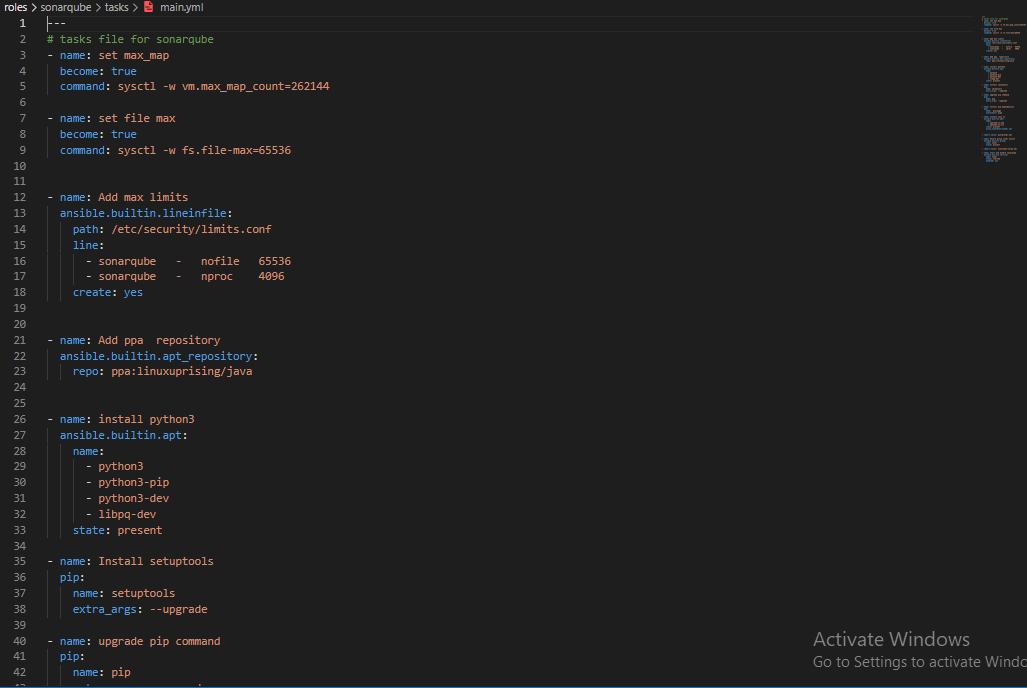 roles > sonarqube > tasks > main.yml
1 ---
2 # tasks file for sonarqube
3 - name: set max_map
4 become: true
5 command: sysctl -w vm.max_map_count=262144
6
7 - name: set file max
8 become: true
9 command: sysctl -w fs.file-max=65536
10
11
12 - name: Add max limits
13 ansible.builtin.lineinfile:
14 path: /etc/security/limits.conf
15 line:
16 - sonarqube   -   nofile   65536
17 - sonarqube   -   nproc    4096
18 create: yes
19
20
21 - name: Add ppa  repository
22 ansible.builtin.apt_repository:
23 repo: ppa:linuxuprising/java
24
25
26 - name: install python3
27 ansible.builtin.apt:
28 name:
29 - python3
30 - python3-pip
31 - python3-dev
32 - libpq-dev
33 state: present
34
35 - name: Install setuptools
36 pip:
37 name: setuptools
38 extra_args: --upgrade
39
40 - name: upgrade pip command
41 pip:
42 name: pip
Activate Windows
Go to Settings to activate Windo